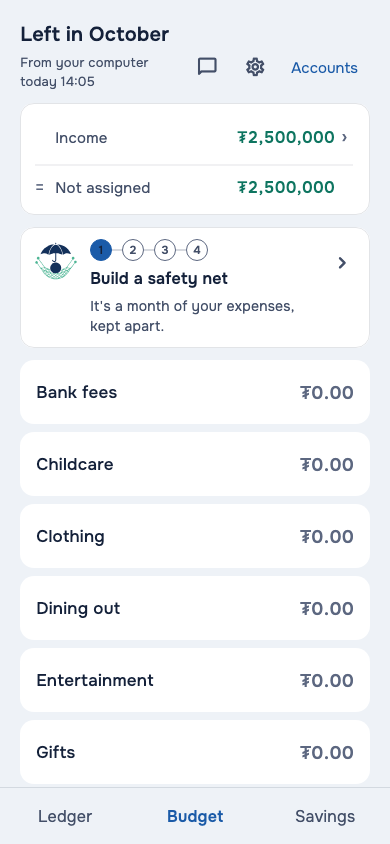 Left in October
From your computer
today 14:05
Accounts
Income ₮2,500,000 ›
= Not assigned ₮2,500,000
1 2 3 4
Build a safety net
It's a month of your expenses,
kept apart.
Bank fees ₮0.00
Childcare ₮0.00
Clothing ₮0.00
Dining out ₮0.00
Entertainment ₮0.00
Gifts ₮0.00
Ledger Budget Savings